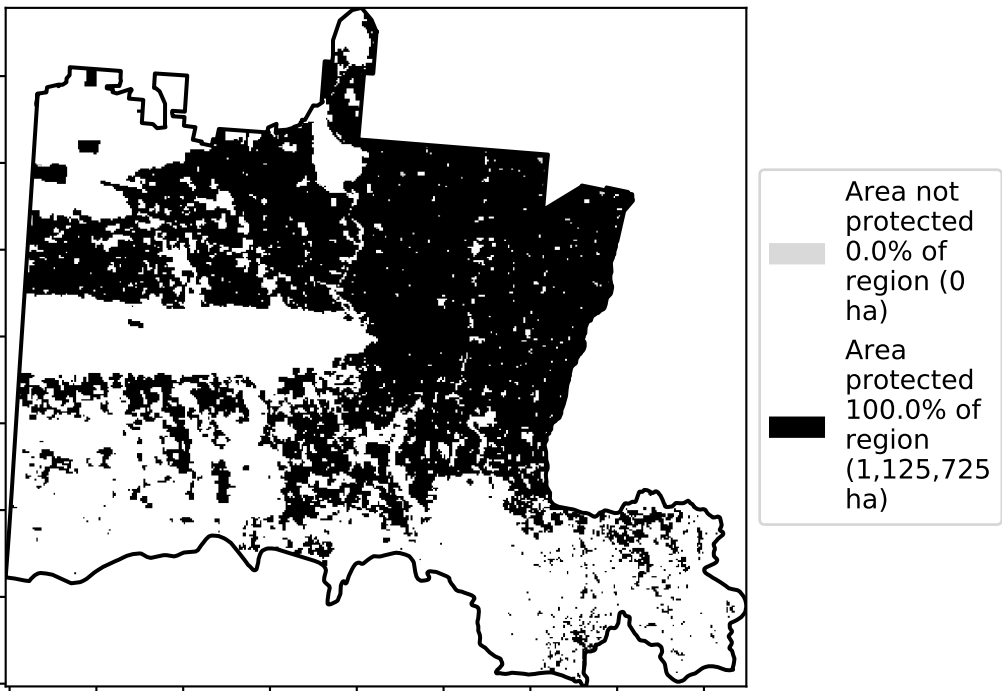 Area not
protected
0.0% of
region (0
ha)
Area
protected
100.0% of
region
(1,125,725
ha)